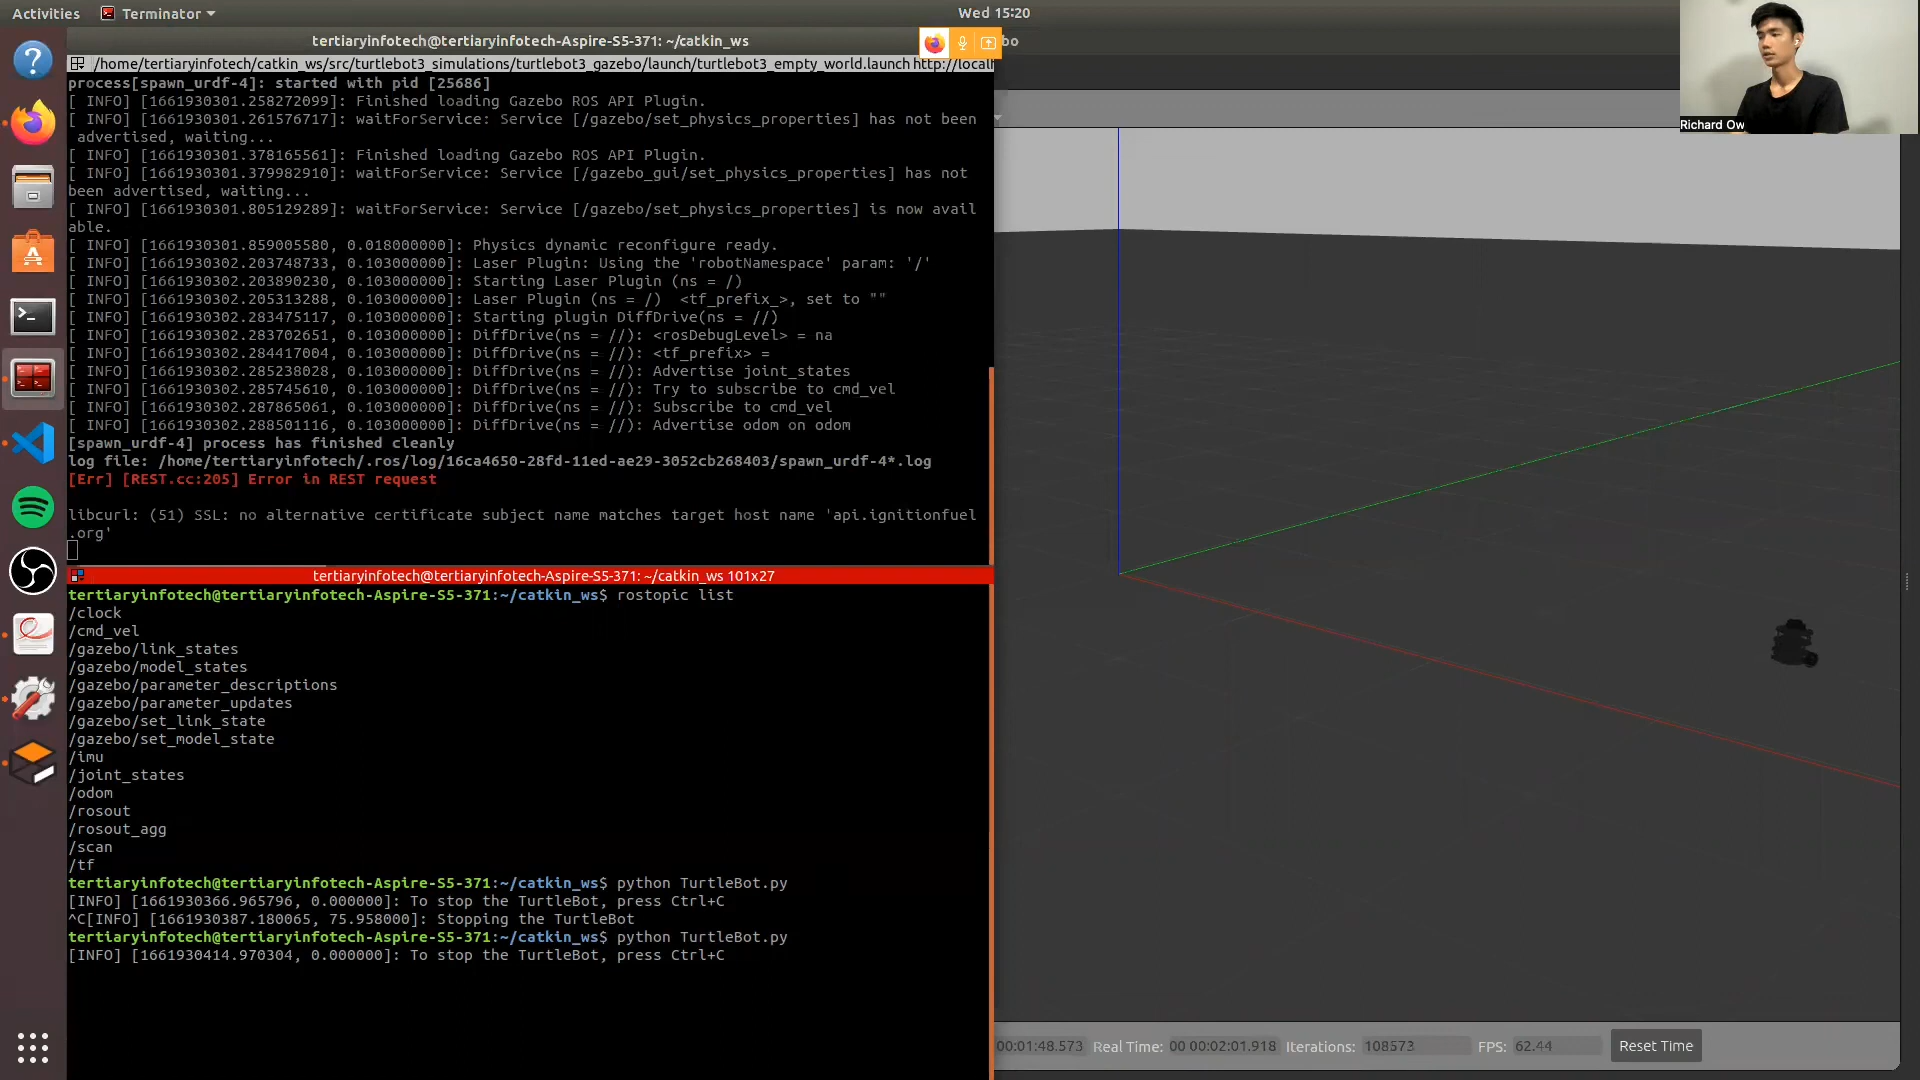 Activities
Terminator
Wed 15:20
tertiaryinfotech@tertiaryinfotech-Aspire-S5-371: ~/catkin_ws
bo
/home/tertiaryinfotech/catkin_ws/src/turtlebot3_simulations/turtlebot3_gazebo/launch/turtlebot3_empty_world.launch http://local
process[spawn_urdf-4]: started with pid [25686]
[ INFO] [1661930301.258272099]: Finished loading Gazebo ROS API Plugin.
[ INFO] [1661930301.261576717]: waitForService: Service [/gazebo/set_physics_properties] has not been
advertised, waiting...
[ INFO] [1661930301.378165561]: Finished loading Gazebo ROS API Plugin.
[ INFO] [1661930301.379982910]: waitForService: Service [/gazebo_gui/set_physics_properties] has not
been advertised, waiting...
[ INFO] [1661930301.805129289]: waitForService: Service [/gazebo/set_physics_properties] is now avail
able.
[ INFO] [1661930301.859005580, 0.018000000]: Physics dynamic reconfigure ready.
[ INFO] [1661930302.203748733, 0.103000000]: Laser Plugin: Using the 'robotNamespace' param: '/'
[ INFO] [1661930302.203890230, 0.103000000]: Starting Laser Plugin (ns = /)
[ INFO] [1661930302.205313288, 0.103000000]: Laser Plugin (ns = /)  <tf_prefix_>, set to ""
[ INFO] [1661930302.283475117, 0.103000000]: Starting plugin DiffDrive(ns = //)
[ INFO] [1661930302.283702651, 0.103000000]: DiffDrive(ns = //): <rosDebugLevel> = na
[ INFO] [1661930302.284417004, 0.103000000]: DiffDrive(ns = //): <tf_prefix> =
[ INFO] [1661930302.285238028, 0.103000000]: DiffDrive(ns = //): Advertise joint_states
[ INFO] [1661930302.285745610, 0.103000000]: DiffDrive(ns = //): Try to subscribe to cmd_vel
[ INFO] [1661930302.287865061, 0.103000000]: DiffDrive(ns = //): Subscribe to cmd_vel
[ INFO] [1661930302.288501116, 0.103000000]: DiffDrive(ns = //): Advertise odom on odom
[spawn_urdf-4] process has finished cleanly
log file: /home/tertiaryinfotech/.ros/log/16ca4650-28fd-11ed-ae29-3052cb268403/spawn_urdf-4*.log
[Err] [REST.cc:205] Error in REST request
libcurl: (51) SSL: no alternative certificate subject name matches target host name 'api.ignitionfuel
.org'
tertiaryinfotech@tertiaryinfotech-Aspire-S5-371: ~/catkin_ws 101x27
tertiaryinfotech@tertiaryinfotech-Aspire-S5-371:~/catkin_ws$ rostopic list
/clock
/cmd_vel
/gazebo/link_states
/gazebo/model_states
/gazebo/parameter_descriptions
/gazebo/parameter_updates
/gazebo/set_link_state
/gazebo/set_model_state
/imu
/joint_states
/odom
/rosout
/rosout_agg
/scan
/tf
tertiaryinfotech@tertiaryinfotech-Aspire-S5-371:~/catkin_ws$ python TurtleBot.py
[INFO] [1661930366.965796, 0.000000]: To stop the TurtleBot, press Ctrl+C
^C[INFO] [1661930387.180065, 75.958000]: Stopping the TurtleBot
tertiaryinfotech@tertiaryinfotech-Aspire-S5-371:~/catkin_ws$ python TurtleBot.py
[INFO] [1661930414.970304, 0.000000]: To stop the TurtleBot, press Ctrl+C
Richard Ow
00:01:48.573 Real Time: 00 00:02:01.918 Iterations: 108573 FPS: 62.44 Reset Time